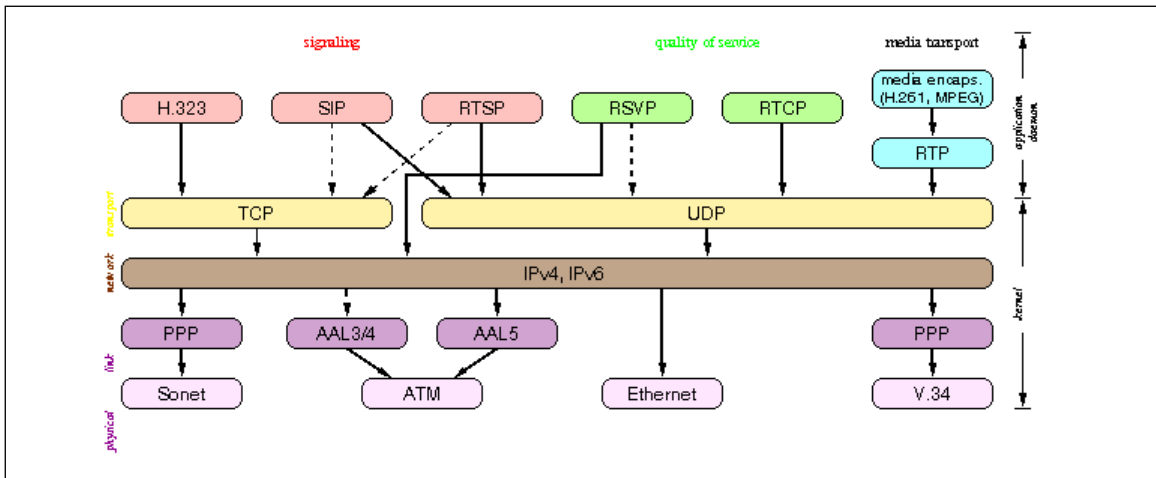 signaling
quality of service
media transport
media encaps.
(H.261, MPEG)
H.323
SIP
RTSP
RSVP
RTCP
RTP
application
daemon
TCP
UDP
transport
IPv4, IPv6
network
kernel
PPP
AAL3/4
AAL5
PPP
link
Sonet
ATM
Ethernet
V.34
physical